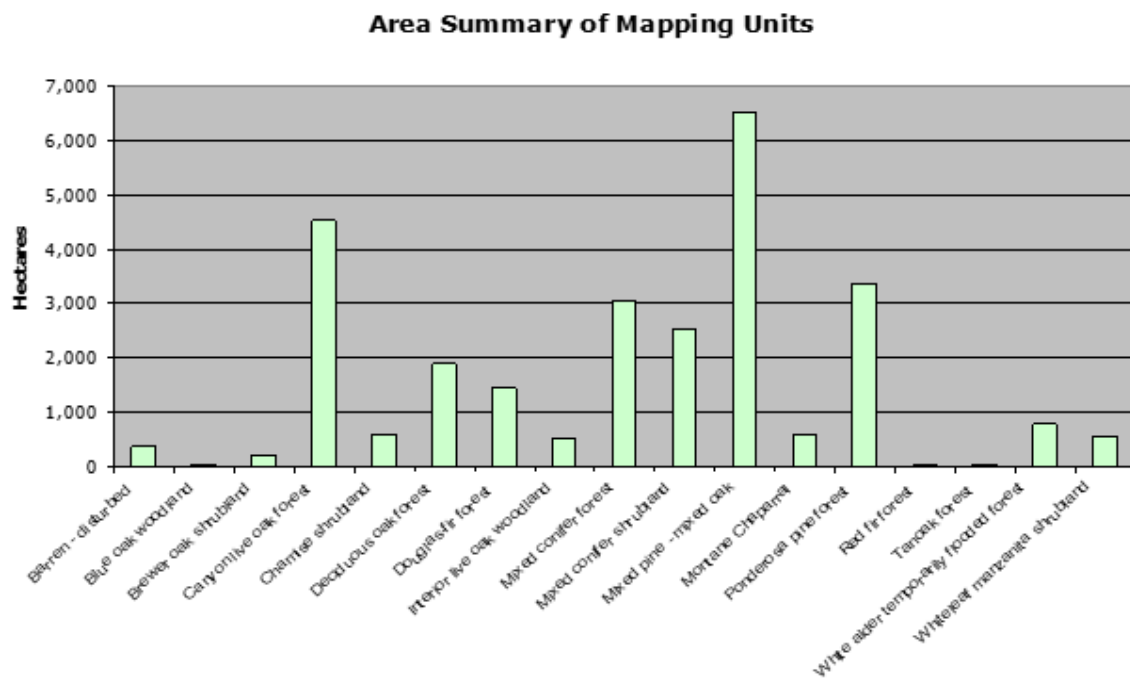 Area Summary of Mapping Units
7,000
6,000
5,000
4,000
3,000
2,000
1,000
0
Hectares
Barren - disturbed
Blue oak woodland
Brewer oak shrubland
Canyon live oak forest
Chamise shrubland
Deciduous oak forest
Douglas-fir forest
Interior live oak woodland
Mixed conifer forest
Mixed conifer shrubland
Mixed pine - mixed oak
Montane Chaparral
Ponderosa pine forest
Red fir forest
Tanoak forest
White alder temporarily flooded forest
Whiteleaf manzanita shrubland